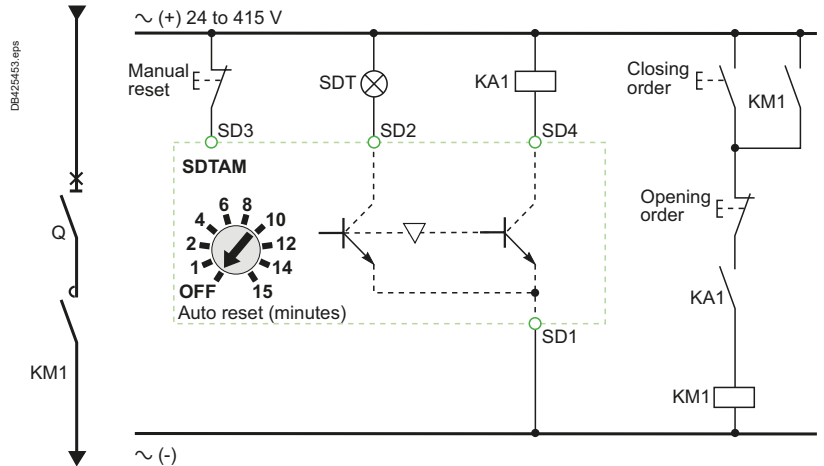 ∼ (+) 24 to 415 V
DB425453.eps
Manual
reset
SDT
KA1
Closing
order
KM1
SD3
SD2
SD4
SDTAM
6 8
4 10
2 12
1 14
OFF 15
Auto reset (minutes)
Opening
order
Q
KA1
SD1
KM1
KM1
∼ (-)